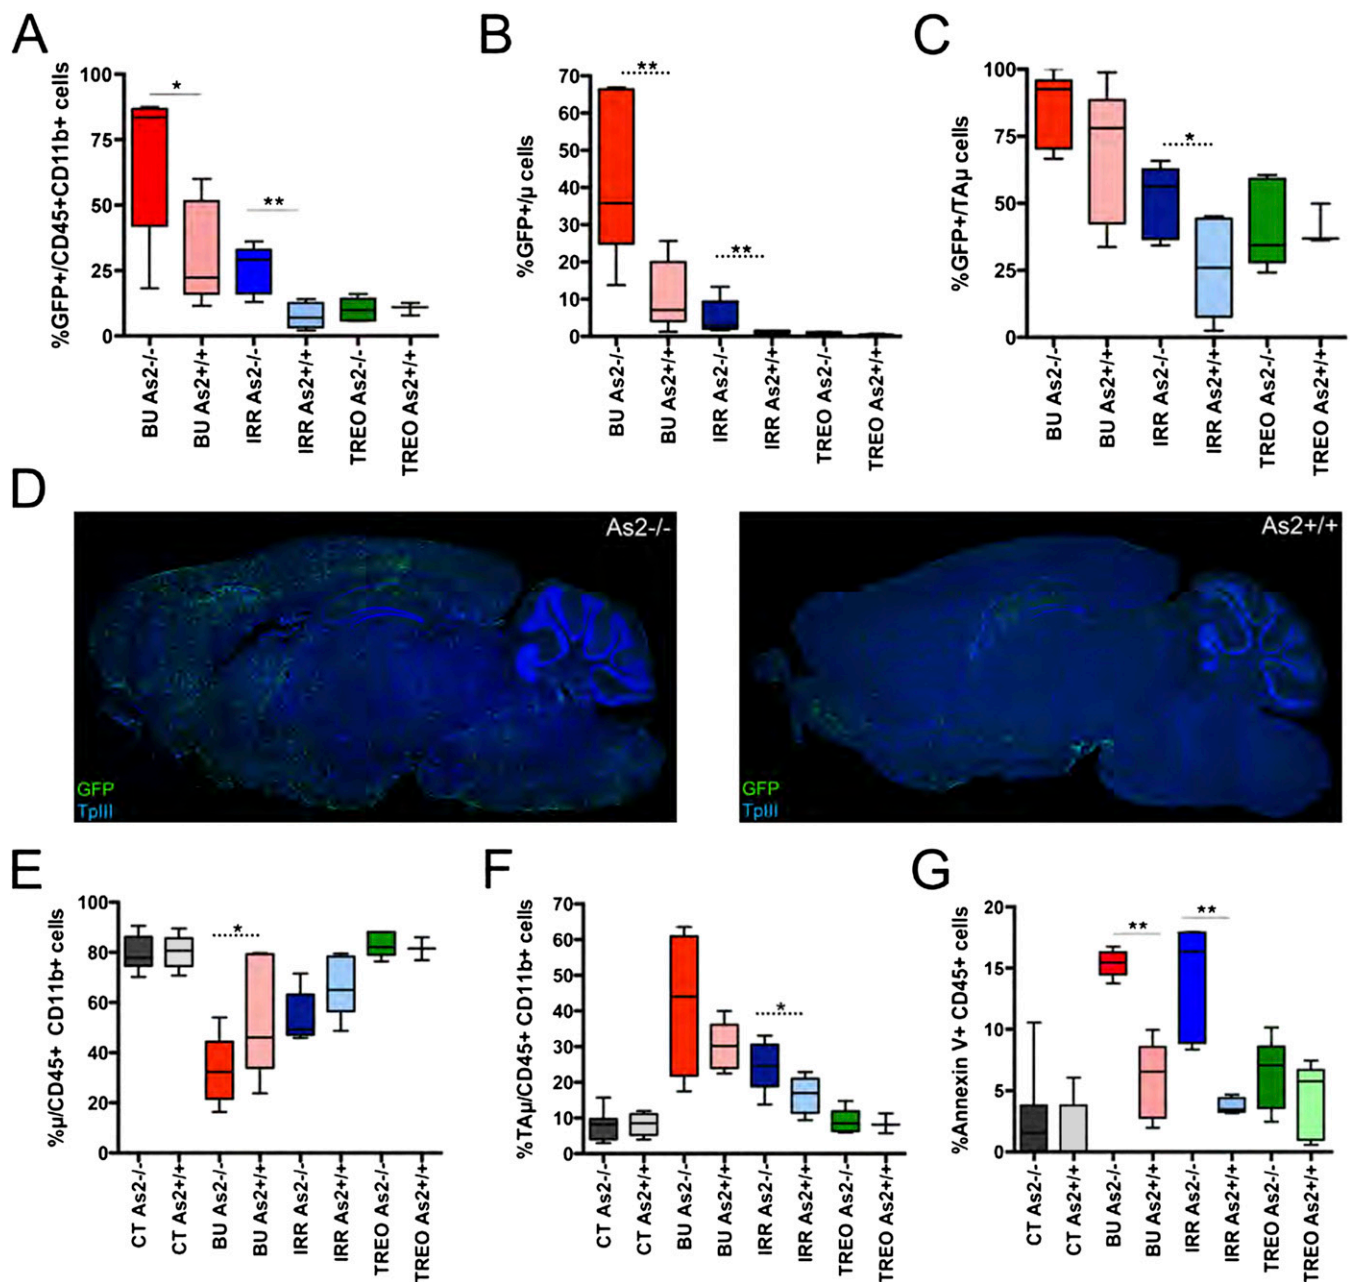 A
%GFP+/CD45+CD11b+ cells
100
75
50
25
0
*
**
BU As2-/-
BU As2+/+
IRR As2-/-
IRR As2+/+
TREO As2-/-
TREO As2+/+
B
%GFP+/µ cells
70
60
50
40
30
20
10
0
**
**
BU As2-/-
BU As2+/+
IRR As2-/-
IRR As2+/+
TREO As2-/-
TREO As2+/+
C
%GFP+/TAµ cells
100
75
50
25
0
*
BU As2-/-
BU As2+/+
IRR As2-/-
IRR As2+/+
TREO As2-/-
TREO As2+/+
D
As2-/-
GFP
TpIII
As2+/+
GFP
TpIII
E
%µ/CD45+ CD11b+ cells
100
80
60
40
20
0
*
CT As2-/-
CT As2+/+
BU As2-/-
BU As2+/+
IRR As2-/-
IRR As2+/+
TREO As2-/-
TREO As2+/+
F
%TAµ/CD45+ CD11b+ cells
70
60
50
40
30
20
10
0
*
CT As2-/-
CT As2+/+
BU As2-/-
BU As2+/+
IRR As2-/-
IRR As2+/+
TREO As2-/-
TREO As2+/+
G
%Annexin V+ CD45+ cells
20
15
10
5
0
**
**
CT As2-/-
CT As2+/+
BU As2-/-
BU As2+/+
IRR As2-/-
IRR As2+/+
TREO As2-/-
TREO As2+/+